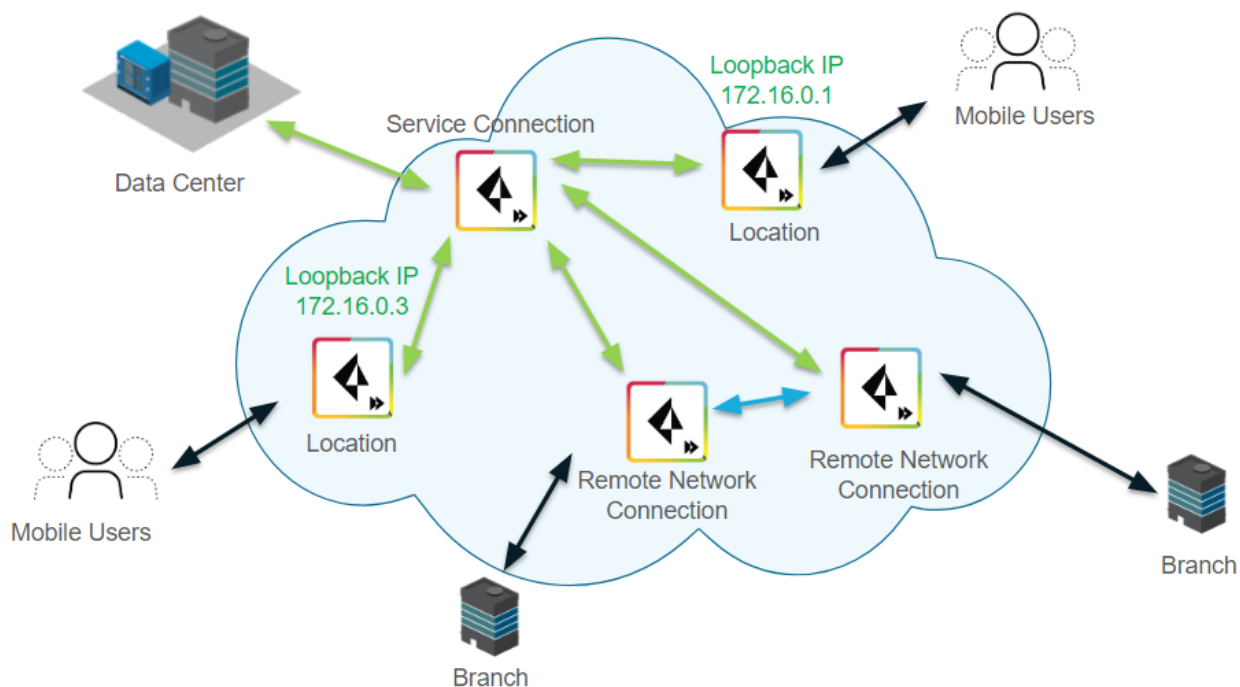 Loopback IP
172.16.0.1
Mobile Users
Service Connection
Data Center
Location
Loopback IP
172.16.0.3
Location
Mobile Users
Remote Network
Connection
Remote Network
Connection
Branch
Branch